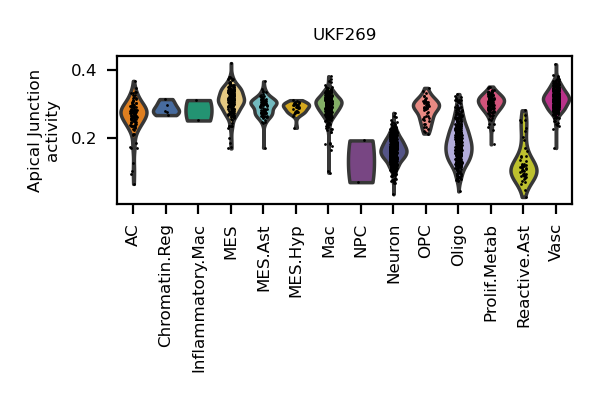 UKF269
Apical Junction
activity
0.4
0.2
AC
Chromatin.Reg
Inflammatory.Mac
MES
MES.Ast
MES.Hyp
Mac
NPC
Neuron
OPC
Oligo
Prolif.Metab
Reactive.Ast
Vasc